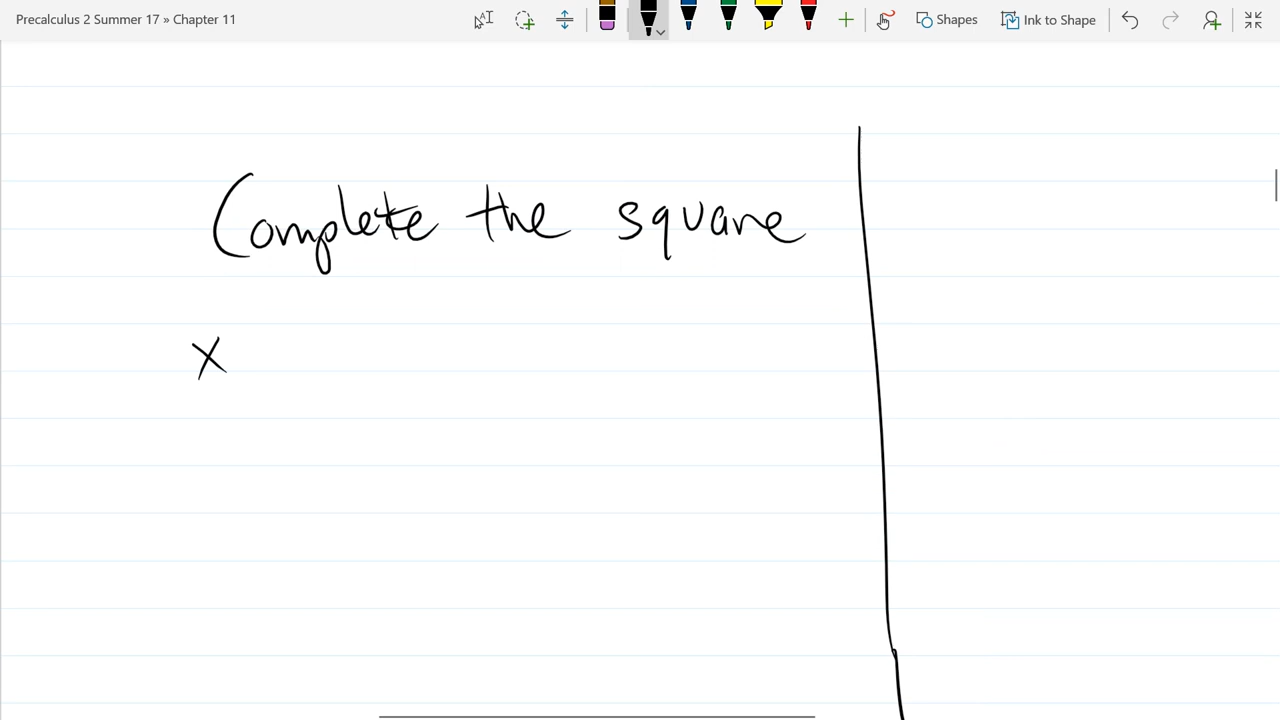 Precalculus 2 Summer 17 » Chapter 11
Shapes
Ink to Shape
Complete the square
x